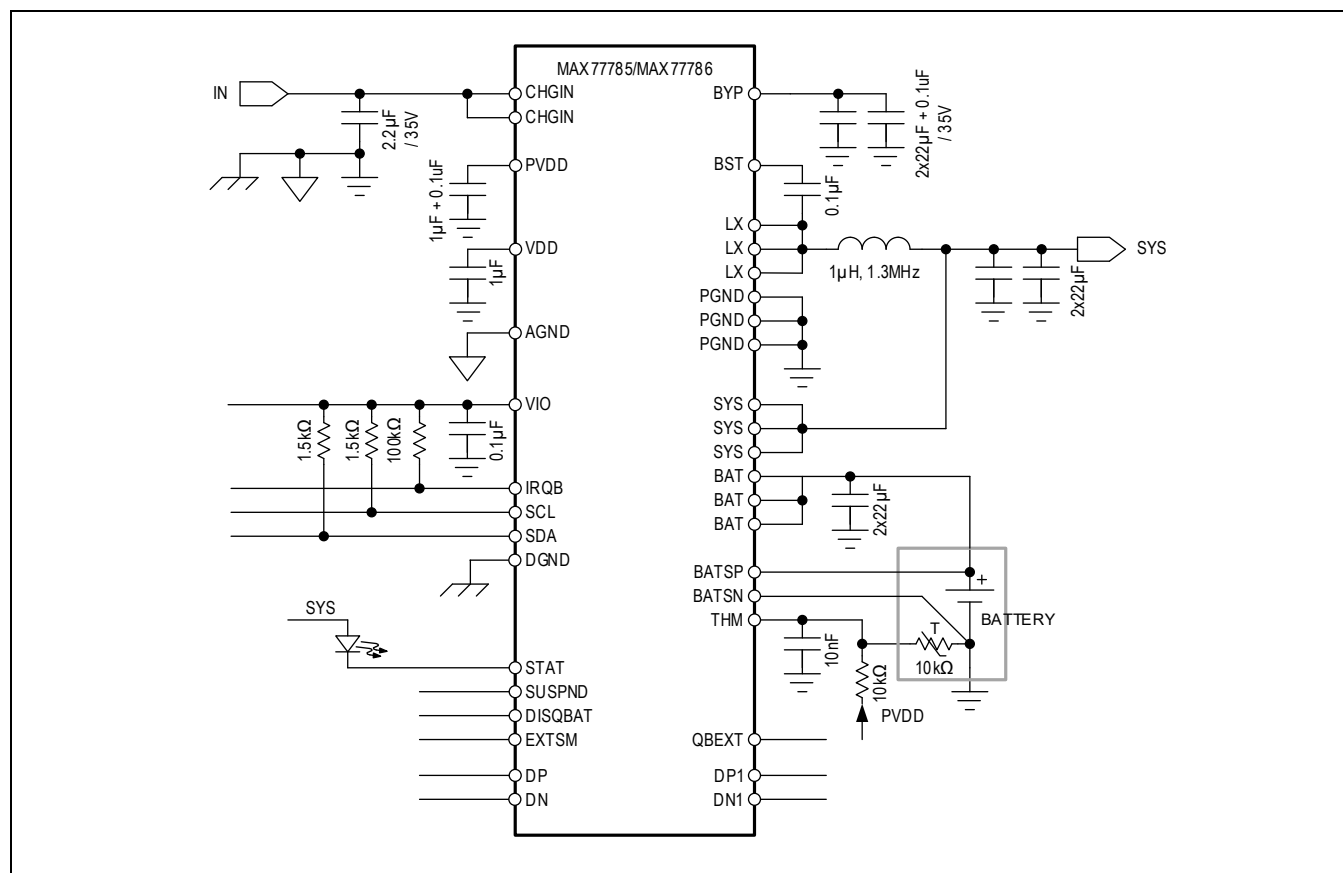 MAX77785/MAX77786
IN
CHGIN
CHGIN
2.2µF
/ 35V
PVDD
1µF + 0.1uF
VDD
1µF
AGND
VIO
1.5kΩ
1.5kΩ
100kΩ
0.1µF
IRQB
SCL
SDA
DGND
SYS
STAT
SUSPND
DISQBAT
EXTSM
DP
DN
BYP
2x22µF + 0.1uF
/ 35V
BST
0.1µF
LX
LX
LX
1µH, 1.3MHz
SYS
2x22µF
PGND
PGND
PGND
SYS
SYS
SYS
BAT
BAT
BAT
2x22µF
BATSP
BATSN
THM
+
BATTERY
T
10kΩ
10nF
10kΩ
PVDD
QBEXT
DP1
DN1